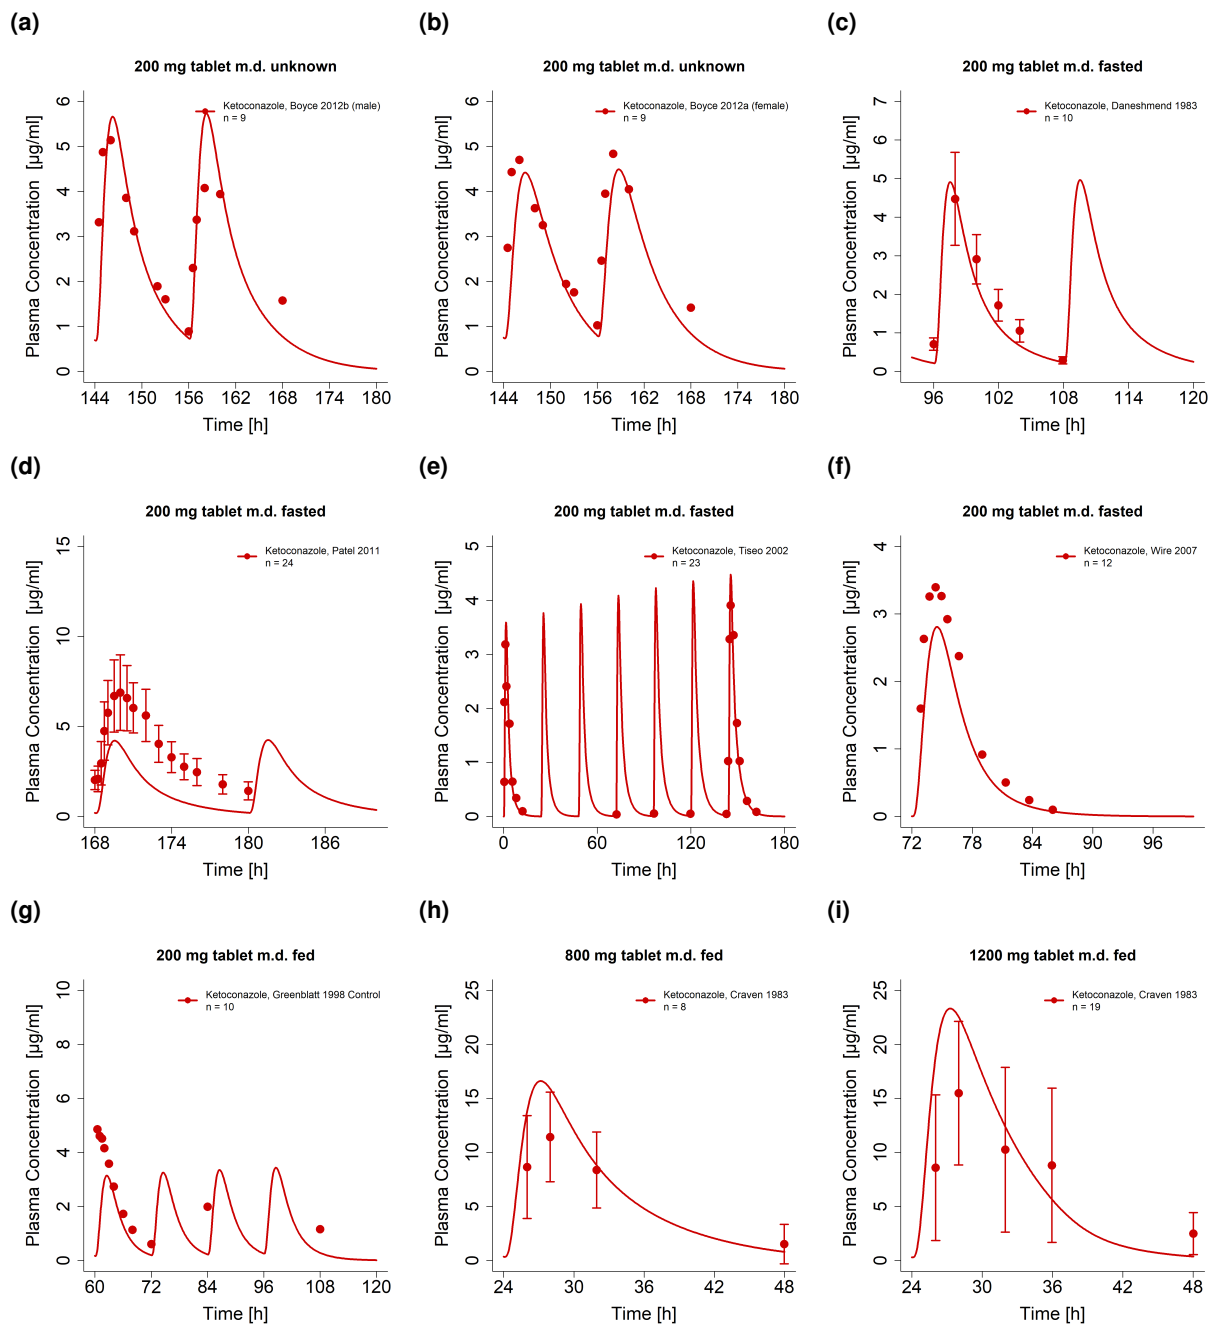 (a)
200 mg tablet m.d. unknown
Ketoconazole, Boyce 2012b (male)
n = 9
Plasma Concentration [µg/ml]
0 1 2 3 4 5 6
144 150 156 162 168 174 180
Time [h]
(b)
200 mg tablet m.d. unknown
Ketoconazole, Boyce 2012a (female)
n = 9
Plasma Concentration [µg/ml]
0 1 2 3 4 5 6
144 150 156 162 168 174 180
Time [h]
(c)
200 mg tablet m.d. fasted
Ketoconazole, Daneshmend 1983
n = 10
Plasma Concentration [µg/ml]
0 1 2 3 4 5 6 7
96 102 108 114 120
Time [h]
(d)
200 mg tablet m.d. fasted
Ketoconazole, Patel 2011
n = 24
Plasma Concentration [µg/ml]
0 5 10 15
168 174 180 186
Time [h]
(e)
200 mg tablet m.d. fasted
Ketoconazole, Tiseo 2002
n = 23
Plasma Concentration [µg/ml]
0 1 2 3 4 5
0 60 120 180
Time [h]
(f)
200 mg tablet m.d. fasted
Ketoconazole, Wire 2007
n = 12
Plasma Concentration [µg/ml]
0 1 2 3 4
72 78 84 90 96
Time [h]
(g)
200 mg tablet m.d. fed
Ketoconazole, Greenblatt 1998 Control
n = 10
Plasma Concentration [µg/ml]
0 2 4 6 8 10
60 72 84 96 108 120
Time [h]
(h)
800 mg tablet m.d. fed
Ketoconazole, Craven 1983
n = 8
Plasma Concentration [µg/ml]
0 5 10 15 20 25
24 30 36 42 48
Time [h]
(i)
1200 mg tablet m.d. fed
Ketoconazole, Craven 1983
n = 19
Plasma Concentration [µg/ml]
0 5 10 15 20 25
24 30 36 42 48
Time [h]